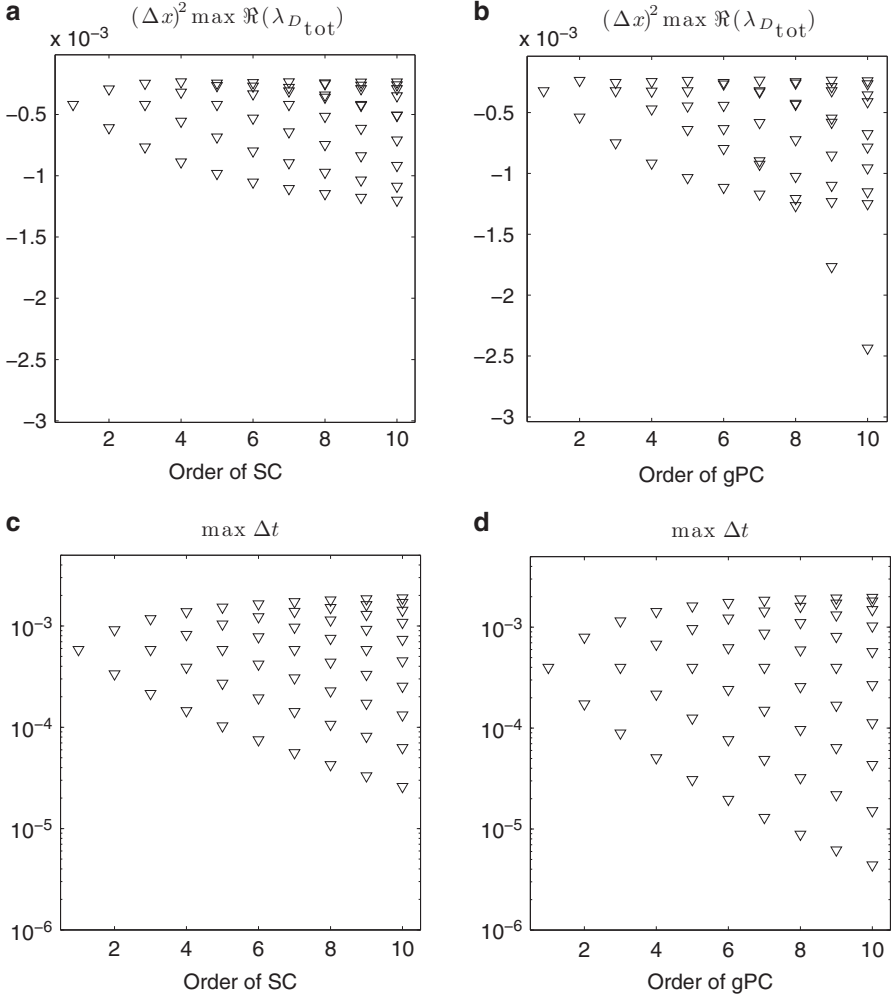 a
(Δx)² max ℜ(λ_D_tot)
x 10⁻³
−0.5
−1
−1.5
−2
−2.5
−3
2 4 6 8 10
Order of SC
b
(Δx)² max ℜ(λ_D_tot)
x 10⁻³
−0.5
−1
−1.5
−2
−2.5
−3
2 4 6 8 10
Order of gPC
c
max Δt
10⁻³
10⁻⁴
10⁻⁵
10⁻⁶
2 4 6 8 10
Order of SC
d
max Δt
10⁻³
10⁻⁴
10⁻⁵
10⁻⁶
2 4 6 8 10
Order of gPC